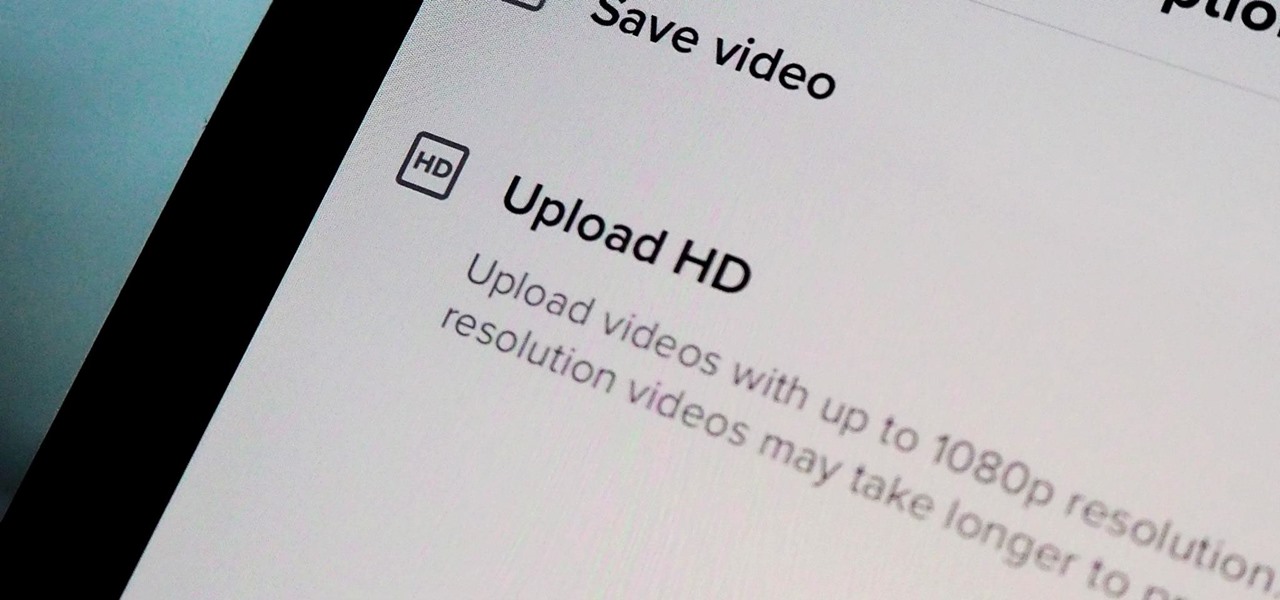 Save video
HD
Upload HD
Upload videos with up to 1080p resolution.
resolution videos may take longer to